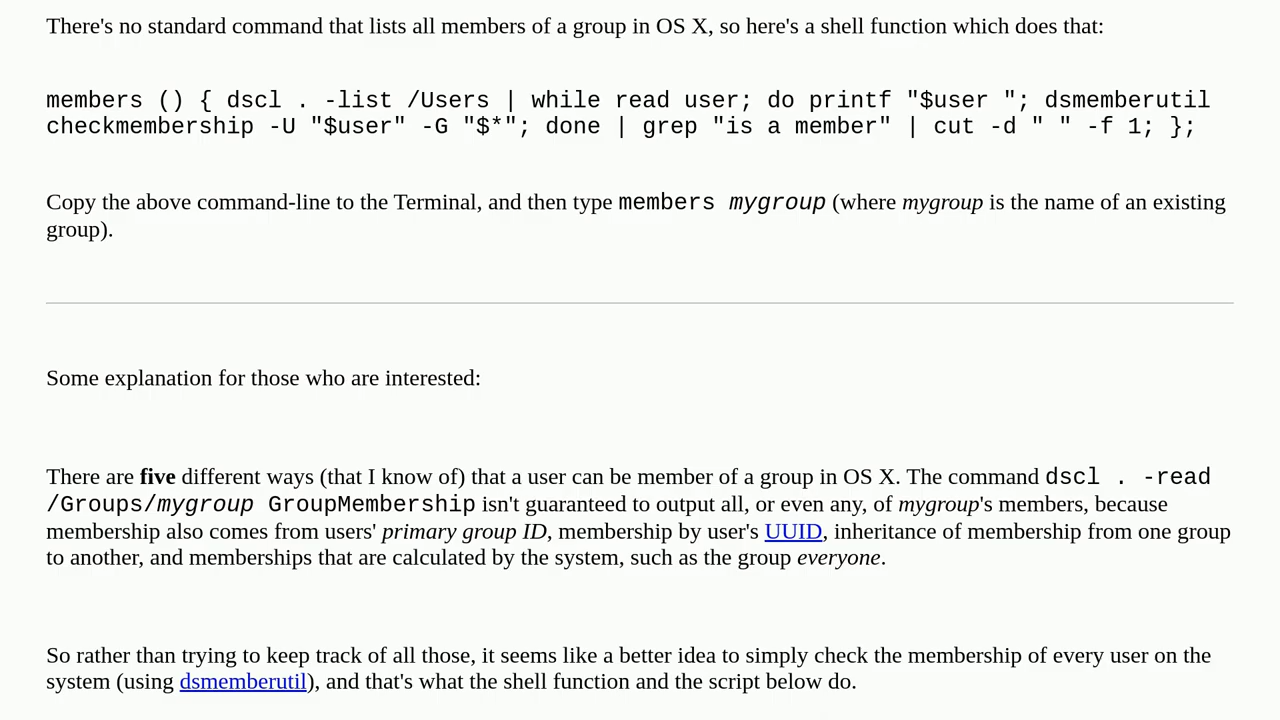 There's no standard command that lists all members of a group in OS X, so here's a shell function which does that:
members () { dscl . -list /Users | while read user; do printf "$user "; dsmemberutil
checkmembership -U "$user" -G "$*"; done | grep "is a member" | cut -d " " -f 1; };
Copy the above command-line to the Terminal, and then type members mygroup (where mygroup is the name of an existing
group).
Some explanation for those who are interested:
There are five different ways (that I know of) that a user can be member of a group in OS X. The command dscl . -read
/Groups/mygroup GroupMembership isn't guaranteed to output all, or even any, of mygroup's members, because
membership also comes from users' primary group ID, membership by user's UUID, inheritance of membership from one group
to another, and memberships that are calculated by the system, such as the group everyone.
So rather than trying to keep track of all those, it seems like a better idea to simply check the membership of every user on the
system (using dsmemberutil), and that's what the shell function and the script below do.